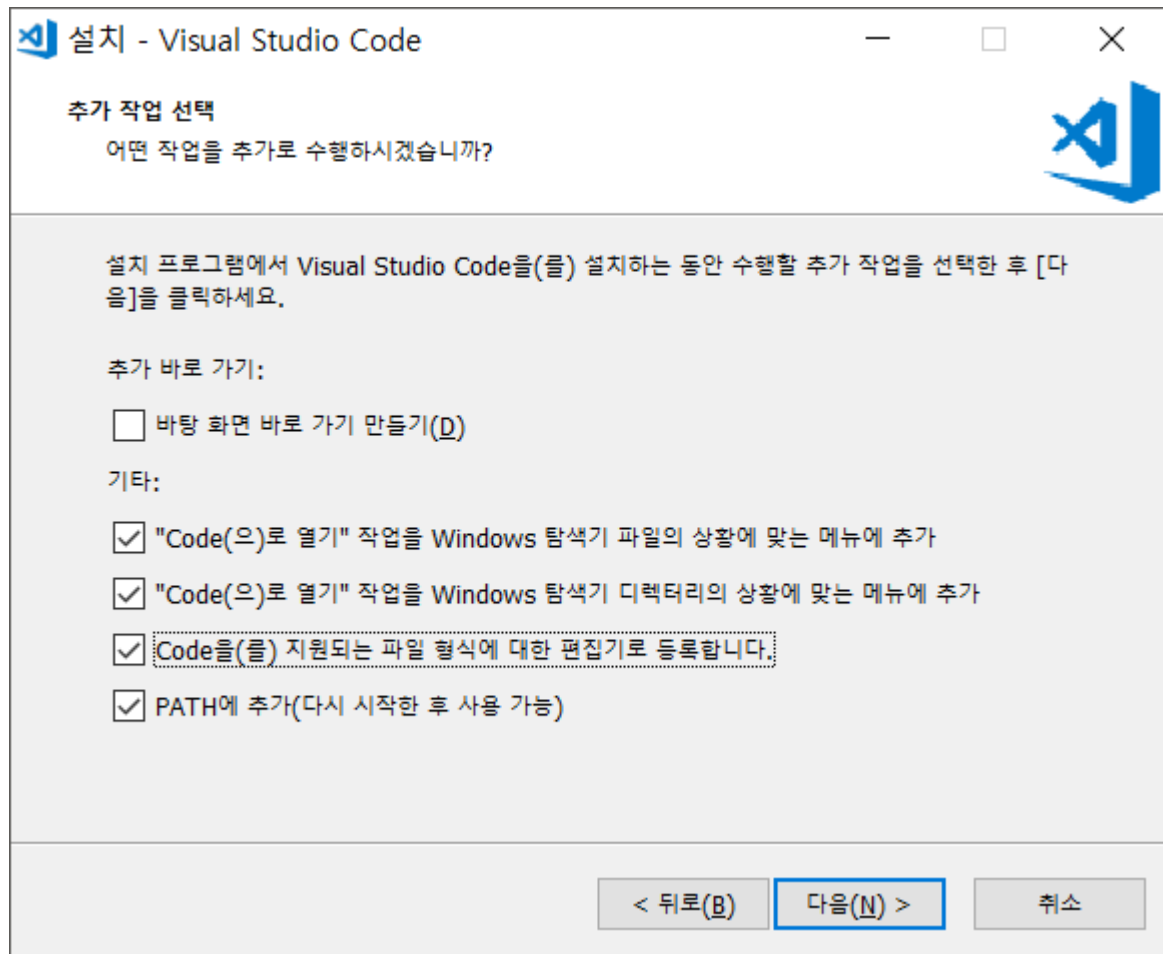 설치 - Visual Studio Code
추가 작업 선택
어떤 작업을 추가로 수행하시겠습니까?
설치 프로그램에서 Visual Studio Code을(를) 설치하는 동안 수행할 추가 작업을 선택한 후 [다
음]을 클릭하세요.
추가 바로 가기:
바탕 화면 바로 가기 만들기(D)
기타:
"Code(으)로 열기" 작업을 Windows 탐색기 파일의 상황에 맞는 메뉴에 추가
"Code(으)로 열기" 작업을 Windows 탐색기 디렉터리의 상황에 맞는 메뉴에 추가
Code을(를) 지원되는 파일 형식에 대한 편집기로 등록합니다.
PATH에 추가(다시 시작한 후 사용 가능)
< 뒤로(B) 다음(N) > 취소